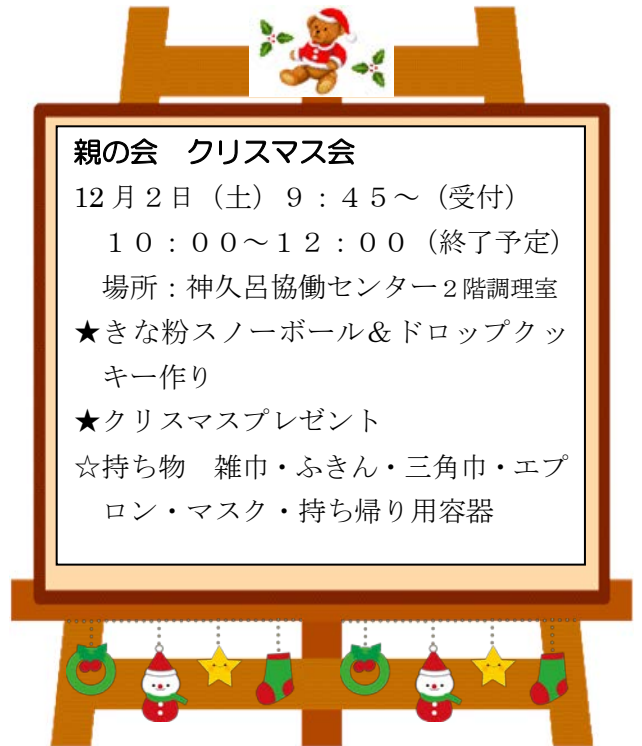 親の会　クリスマス会
12月２日（土）９：４５～（受付）
１０：００～１２：００（終了予定）
場所：神久呂協働センター２階調理室
★きな粉スノーボール＆ドロップクッ
キー作り
★クリスマスプレゼント
☆持ち物　雑巾・ふきん・三角巾・エプ
ロン・マスク・持ち帰り用容器